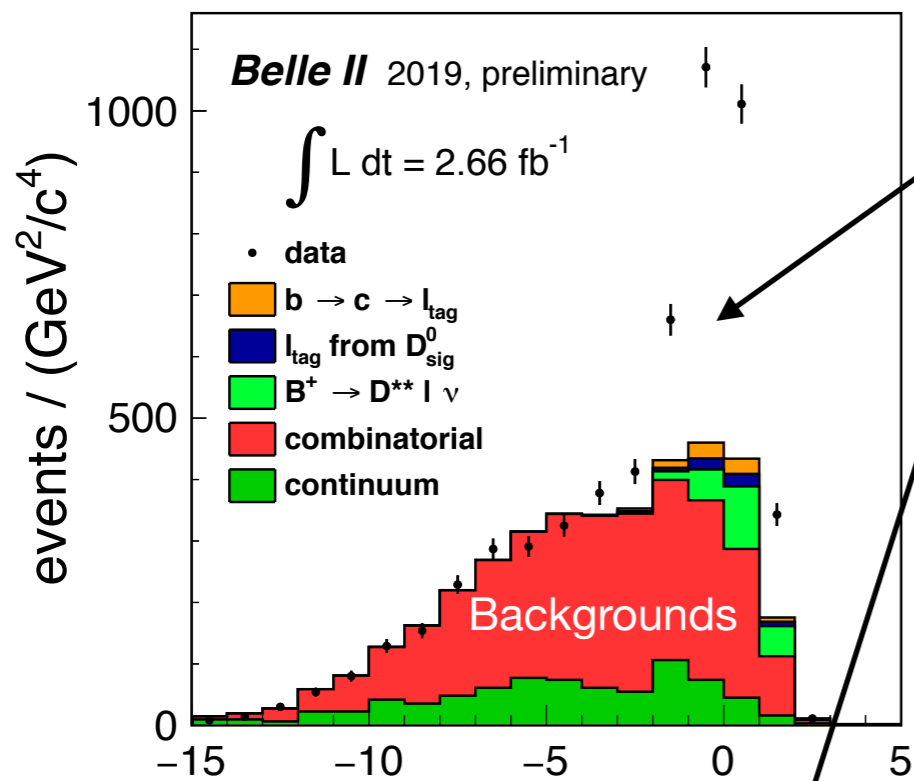 events / (GeV²/c⁴)
1000
500
0
Belle II 2019, preliminary
∫ L dt = 2.66 fb⁻¹
data
b → c → l_tag
l_tag from D⁰_sig
B⁺ → D** l ν
combinatorial
continuum
Backgrounds
−15 −10 −5 0 5